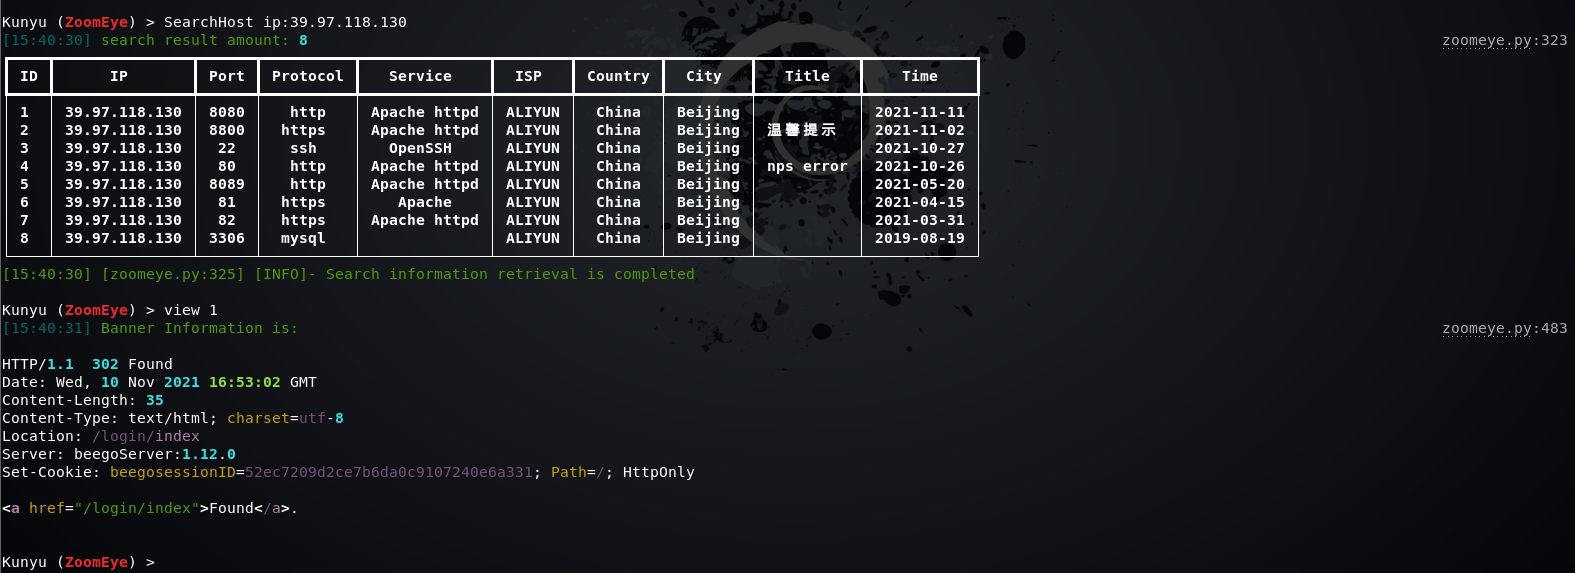 Kunyu (ZoomEye) > SearchHost ip:39.97.118.130
[15:40:30] search result amount: 8 zoomeye.py:323
ID IP Port Protocol Service ISP Country City Title Time
1 39.97.118.130 8080 http Apache httpd ALIYUN China Beijing 2021-11-11
2 39.97.118.130 8800 https Apache httpd ALIYUN China Beijing 温馨提示 2021-11-02
3 39.97.118.130 22 ssh OpenSSH ALIYUN China Beijing 2021-10-27
4 39.97.118.130 80 http Apache httpd ALIYUN China Beijing nps error 2021-10-26
5 39.97.118.130 8089 http Apache httpd ALIYUN China Beijing 2021-05-20
6 39.97.118.130 81 https Apache ALIYUN China Beijing 2021-04-15
7 39.97.118.130 82 https Apache httpd ALIYUN China Beijing 2021-03-31
8 39.97.118.130 3306 mysql ALIYUN China Beijing 2019-08-19
[15:40:30] [zoomeye.py:325] [INFO]- Search information retrieval is completed
Kunyu (ZoomEye) > view 1
[15:40:31] Banner Information is: zoomeye.py:483
HTTP/1.1  302 Found
Date: Wed, 10 Nov 2021 16:53:02 GMT
Content-Length: 35
Content-Type: text/html; charset=utf-8
Location: /login/index
Server: beegoServer:1.12.0
Set-Cookie: beegosessionID=52ec7209d2ce7b6da0c9107240e6a331; Path=/; HttpOnly
<a href="/login/index">Found</a>.
Kunyu (ZoomEye) >